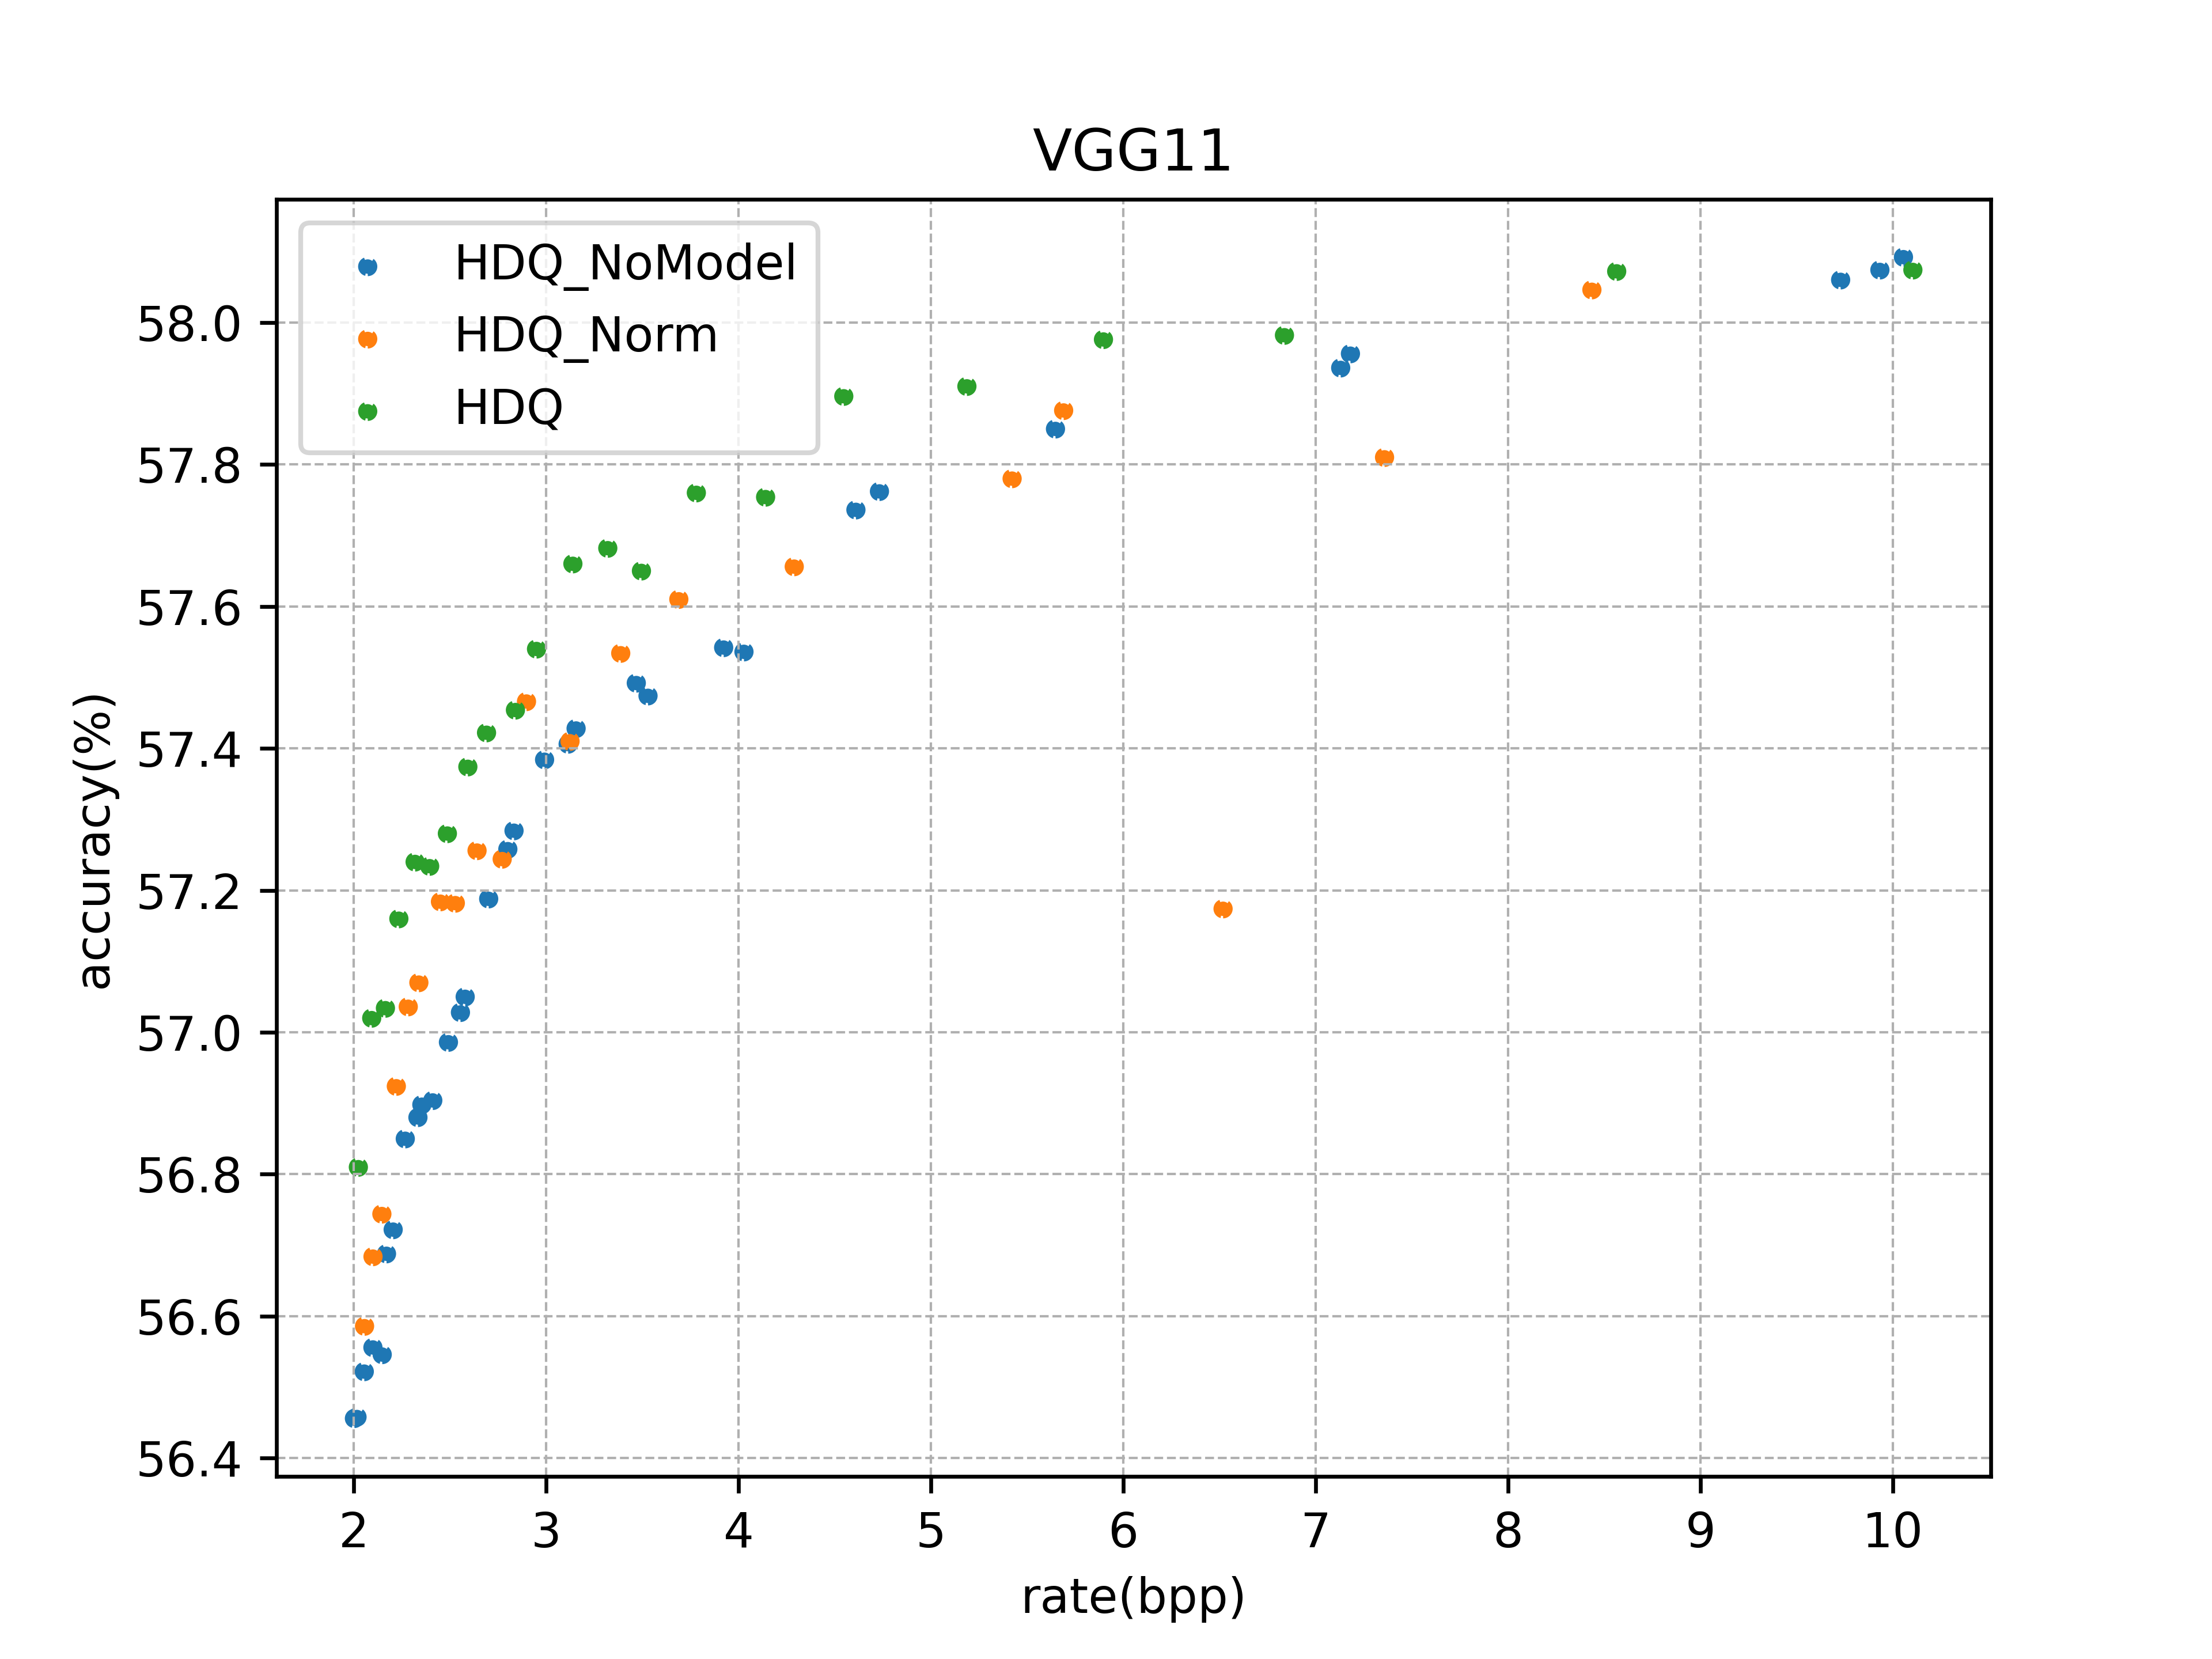 VGG11
HDQ_NoModel
HDQ_Norm
HDQ
58.0
57.8
57.6
57.4
57.2
57.0
56.8
56.6
56.4
accuracy(%)
2 3 4 5 6 7 8 9 10
rate(bpp)